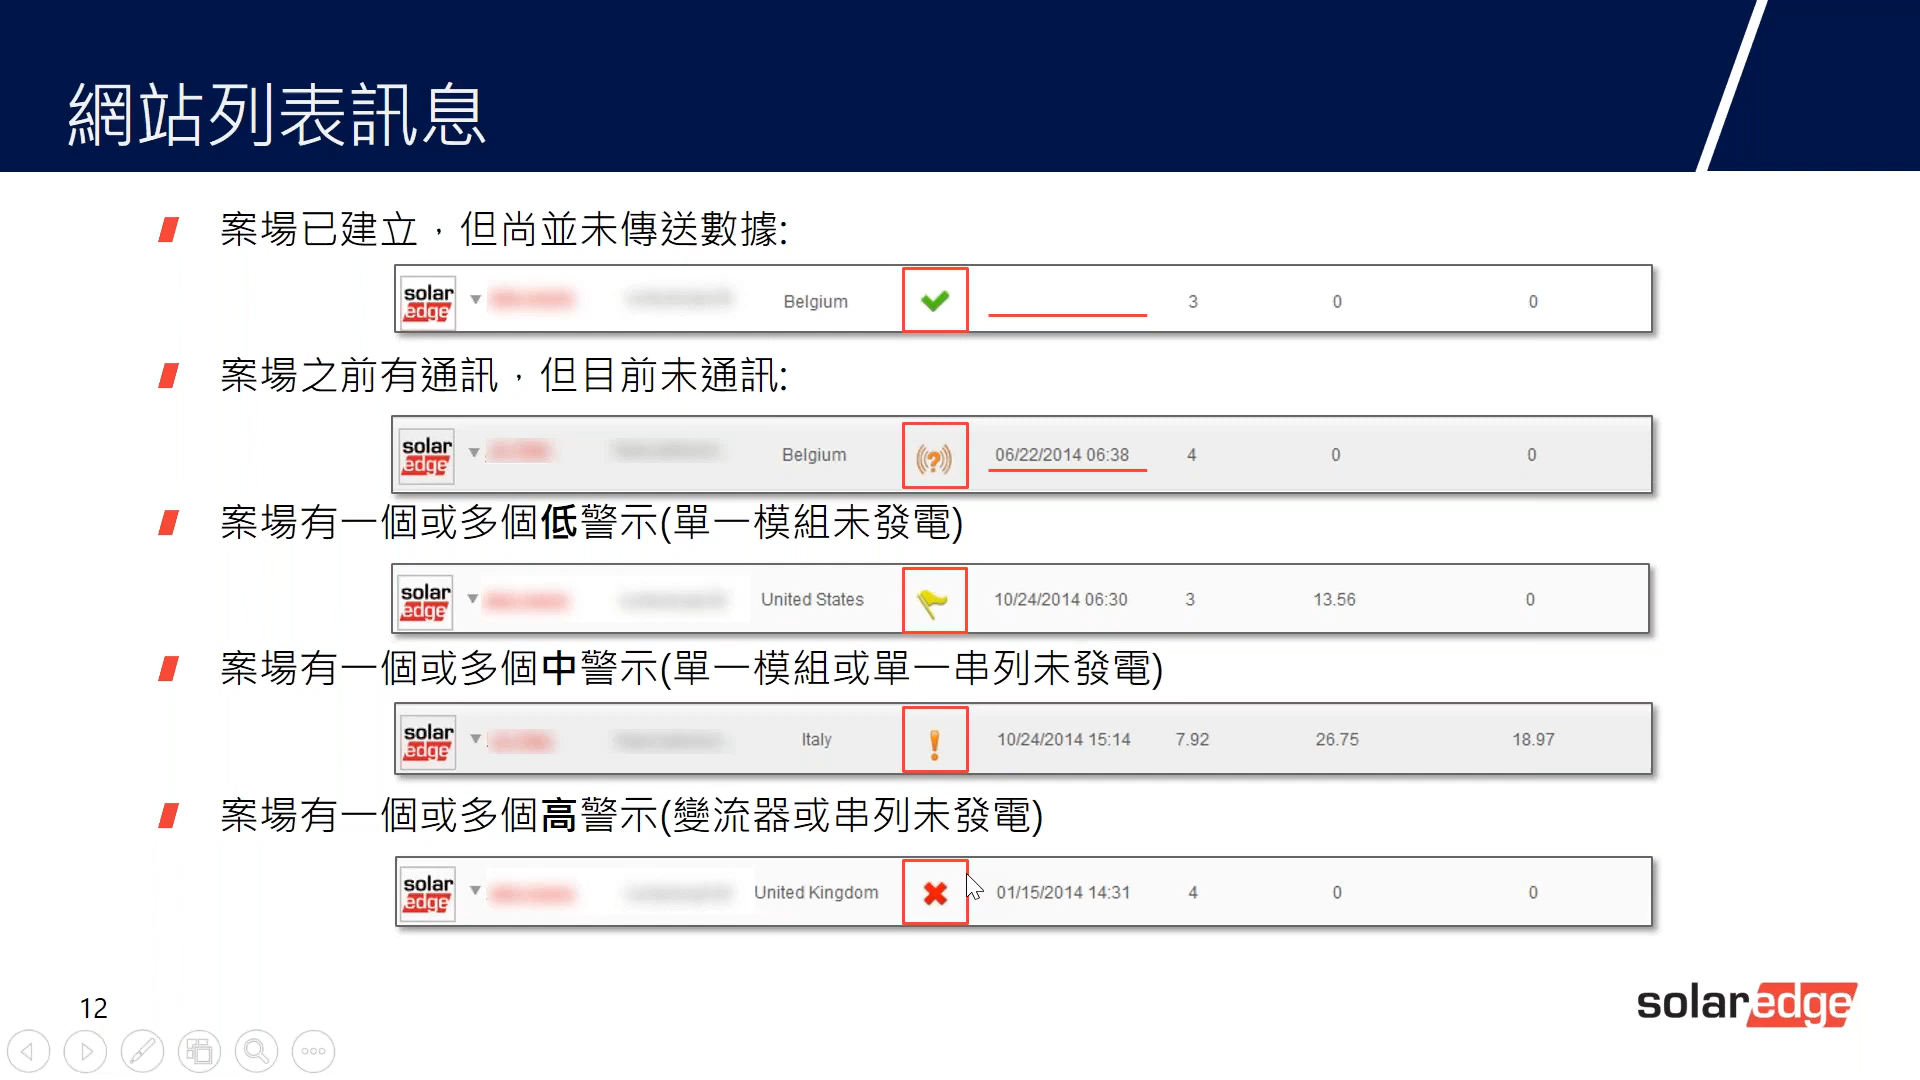 網站列表訊息
案場已建立，但尚並未傳送數據:
solar edge Belgium 3 0 0
案場之前有通訊，但目前未通訊:
solar edge Belgium 06/22/2014 06:38 4 0 0
案場有一個或多個低警示(單一模組未發電)
solar edge United States 10/24/2014 06:30 3 13.56 0
案場有一個或多個中警示(單一模組或單一串列未發電)
solar edge Italy 10/24/2014 15:14 7.92 26.75 18.97
案場有一個或多個高警示(變流器或串列未發電)
solar edge United Kingdom 01/15/2014 14:31 4 0 0
12
solaredge